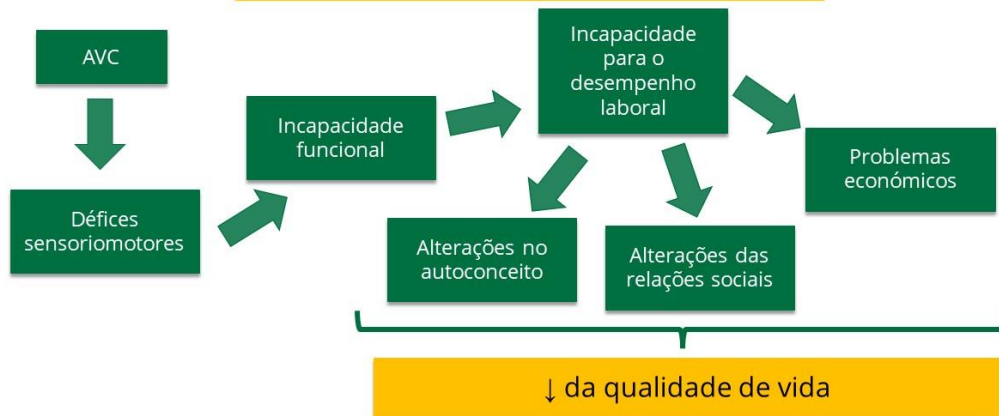 AVC
Défices
sensoriomotores
Incapacidade
funcional
Incapacidade
para o
desempenho
laboral
Problemas
económicos
Alterações no
autoconceito
Alterações das
relações sociais
↓ da qualidade de vida